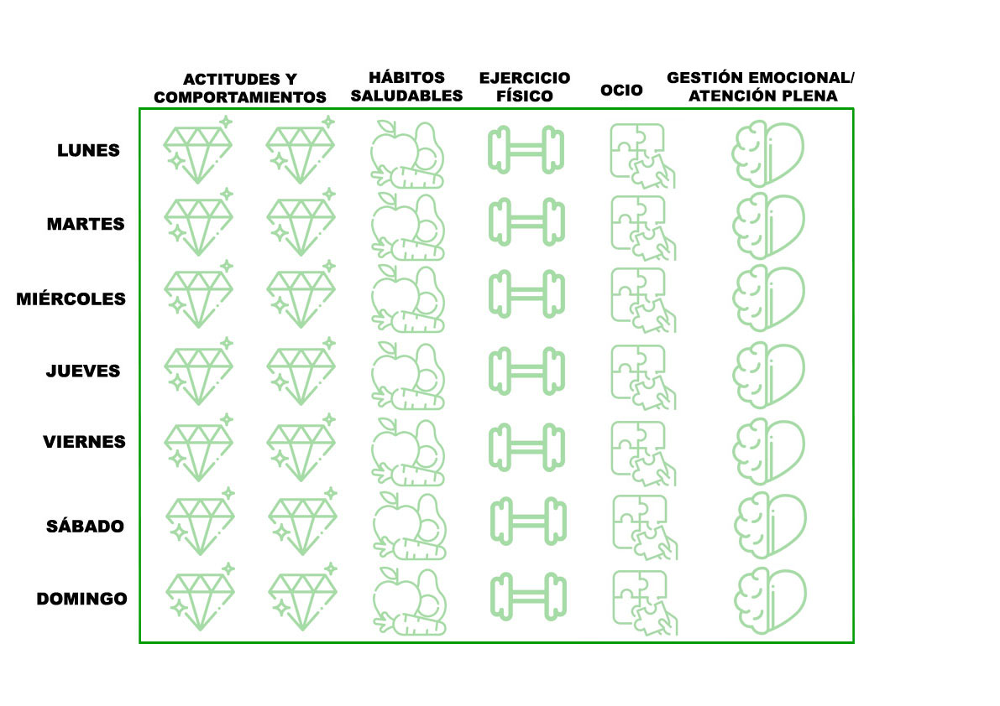 ACTITUDES Y
COMPORTAMIENTOS
HÁBITOS
SALUDABLES
EJERCICIO
FÍSICO
OCIO
GESTIÓN EMOCIONAL/
ATENCIÓN PLENA
LUNES
MARTES
MIÉRCOLES
JUEVES
VIERNES
SÁBADO
DOMINGO